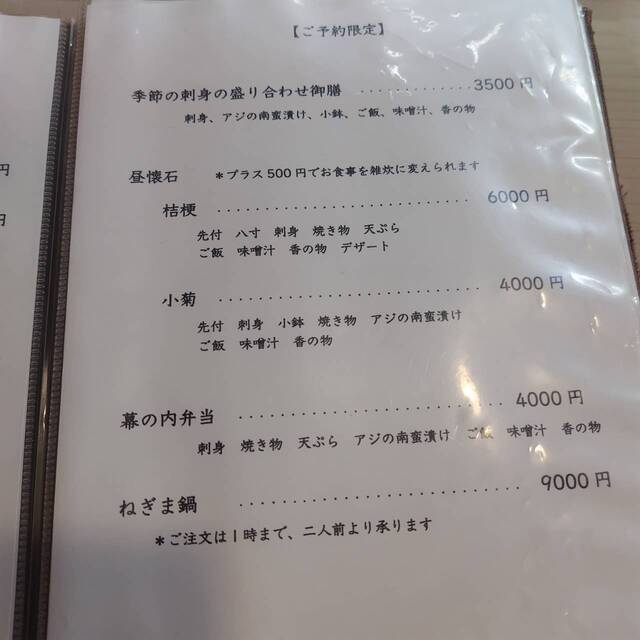 【ご予約限定】
円
季節の刺身の盛り合わせ御膳 ・・・・・・・・・・・・・3500円
刺身、アジの南蛮漬け、小鉢、ご飯、味噌汁、香の物
円
昼懐石 *プラス500円でお食事を雑炊に変えられます
桔梗 ・・・・・・・・・・・・・・・・・・・・・・・・・・ 6000円
先付 八寸 刺身 焼き物 天ぷら
ご飯 味噌汁 香の物 デザート
小菊 ・・・・・・・・・・・・・・・・・・・・・・・・・・・ 4000円
先付 刺身 小鉢 焼き物 アジの南蛮漬け
ご飯 味噌汁 香の物
幕の内弁当 ・・・・・・・・・・・・・・・・・・・・・・・・・・ 4000円
刺身 焼き物 天ぷら アジの南蛮漬け ご飯 味噌汁 香の物
ねぎま鍋 ・・・・・・・・・・・・・・・・・・・・・・・・・・・・ 9000円
*ご注文は1時まで、二人前より承ります